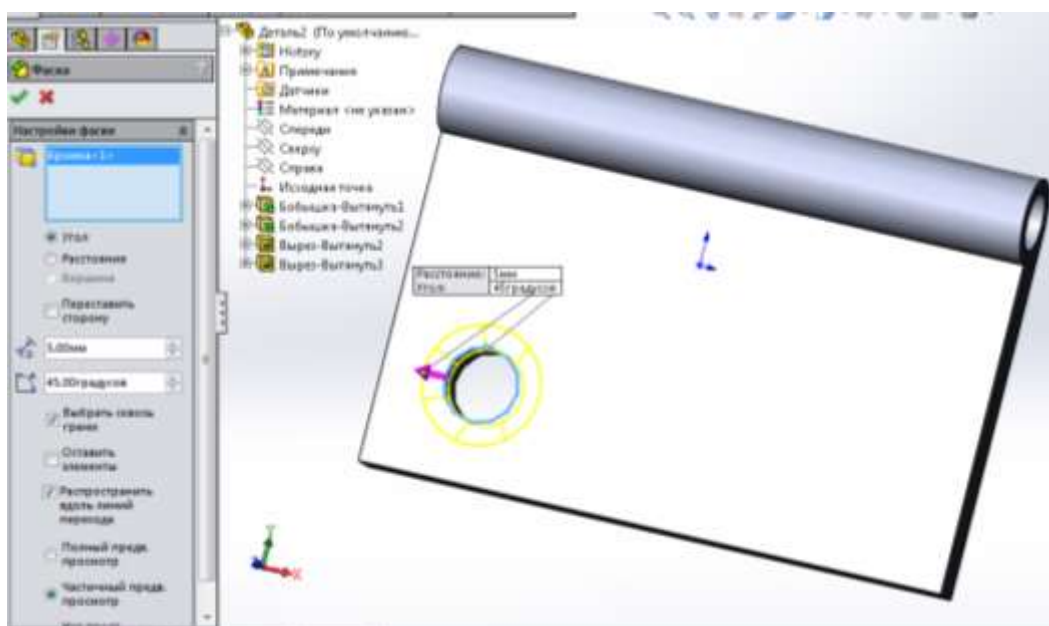 Деталь2 (По умолчанию...
History
Примечания
Датчики
Материал <не указан>
Спереди
Сверху
Справа
Исходная точка
Бобышка-Вытянуть1
Бобышка-Вытянуть2
Вырез-Вытянуть2
Вырез-Вытянуть3
Фаска
Настройки фаски
Кромка<1>
Угол
Расстояние
Вершина
Переставить
сторону
5.00мм
45.00градусов
Выбрать сквозь
грани
Оставить
элементы
Распространить
вдоль линий
перехода
Полный предв.
просмотр
Частичный предв.
просмотр
Расстояние: 5мм
Угол: 45градусов
Y
X